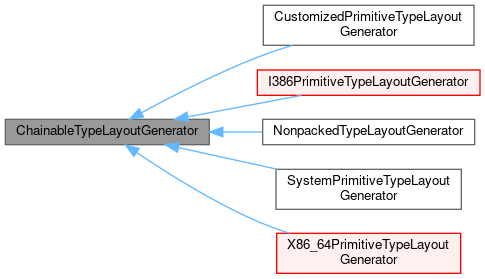 CustomizedPrimitiveTypeLayout
Generator
I386PrimitiveTypeLayoutGenerator
ChainableTypeLayoutGenerator
NonpackedTypeLayoutGenerator
SystemPrimitiveTypeLayout
Generator
X86_64PrimitiveTypeLayout
Generator